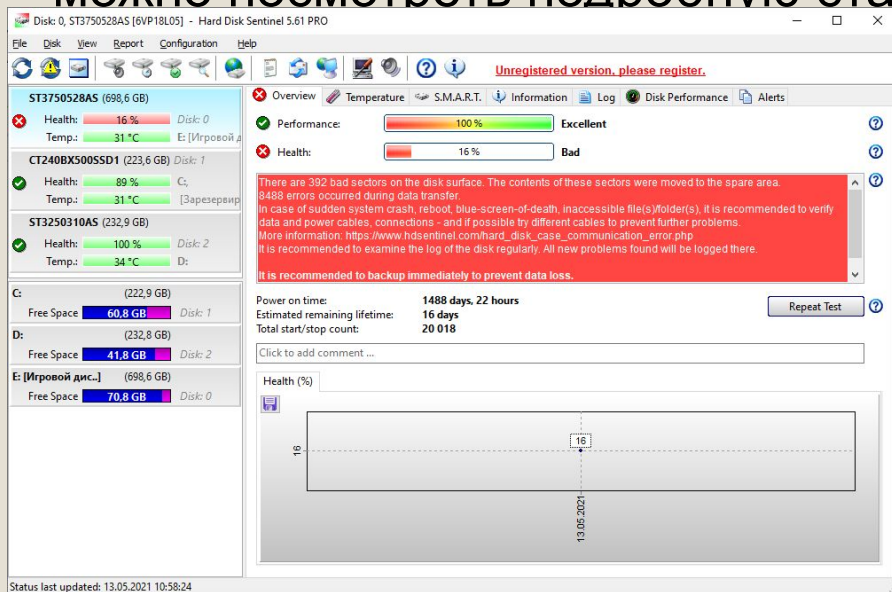 можно посмотреть подробную ста
Disk: 0, ST3750528AS [6VP18L05] - Hard Disk Sentinel 5.61 PRO
File Disk View Report Configuration Help
Unregistered version, please register.
ST3750528AS (698,6 GB)
Health: 16 % Disk: 0
Temp.: 31 °C E: [Игровой д
CT240BX500SSD1 (223,6 GB) Disk: 1
Health: 89 % C:,
Temp.: 31 °C [Зарезервир
ST3250310AS (232,9 GB)
Health: 100 % Disk: 2
Temp.: 34 °C D:
C: (222,9 GB)
Free Space 60,8 GB Disk: 1
D: (232,8 GB)
Free Space 41,8 GB Disk: 2
E: [Игровой дис..] (698,6 GB)
Free Space 70,8 GB Disk: 0
Overview Temperature S.M.A.R.T. Information Log Disk Performance Alerts
Performance: 100 % Excellent
Health: 16 % Bad
There are 392 bad sectors on the disk surface. The contents of these sectors were moved to the spare area.
8488 errors occurred during data transfer.
In case of sudden system crash, reboot, blue-screen-of-death, inaccessible file(s)/folder(s), it is recommended to verify
data and power cables, connections - and if possible try different cables to prevent further problems.
More information: https://www.hdsentinel.com/hard_disk_case_communication_error.php
It is recommended to examine the log of the disk regularly. All new problems found will be logged there.
It is recommended to backup immediately to prevent data loss.
Power on time: 1488 days, 22 hours
Estimated remaining lifetime: 16 days
Total start/stop count: 20 018
Repeat Test
Click to add comment ...
Health (%)
16
16
13.05.2021
Status last updated: 13.05.2021 10:58:24